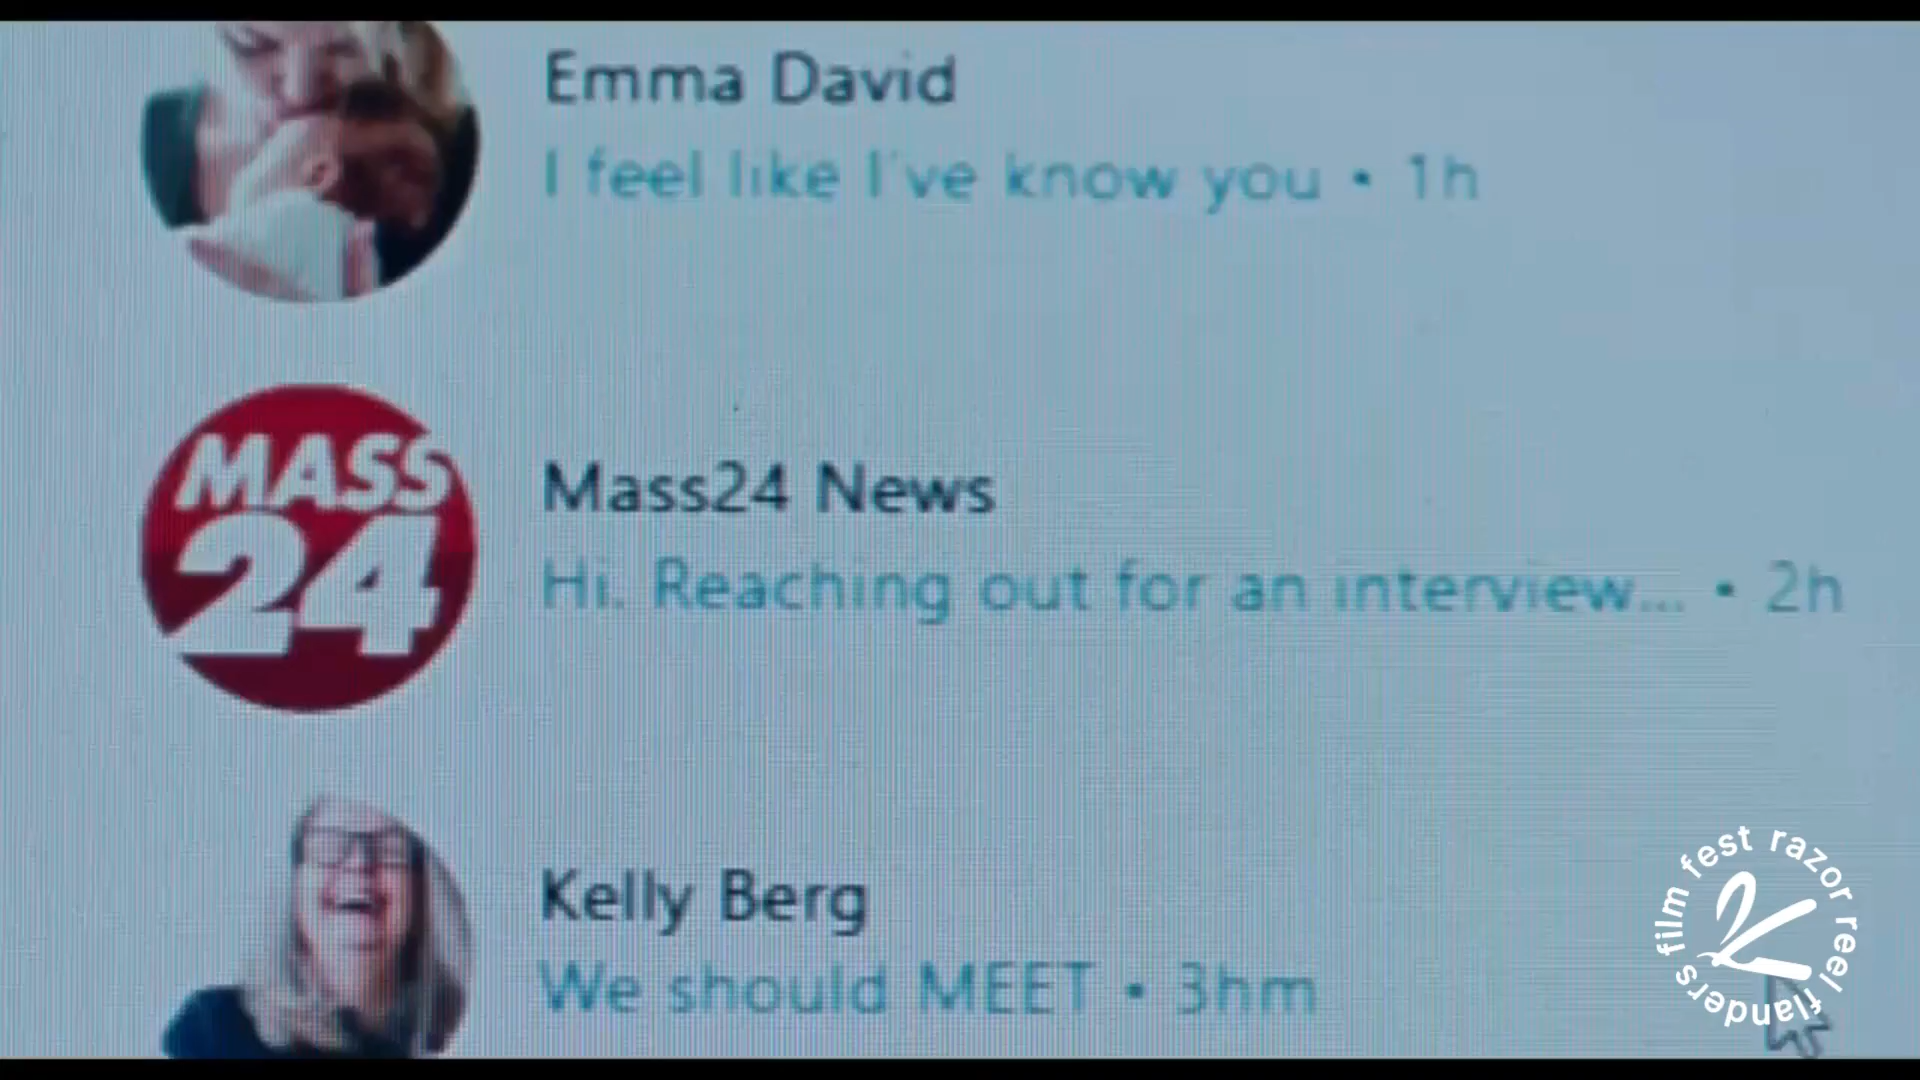 Emma David
I feel like I've know you • 1h
MASS
24
Mass24 News
Hi. Reaching out for an interview... • 2h
Kelly Berg
We should MEET • 3hm
film fest razor reel flanders